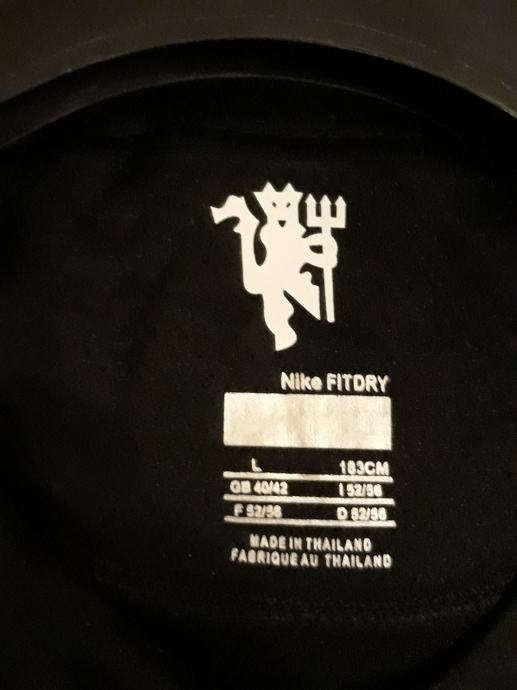 Nike FITDRY
L 183CM
GB 40/42 I 52/56
F 52/56 D 52/56
MADE IN THAILAND
FABRIQUE AU THAILAND